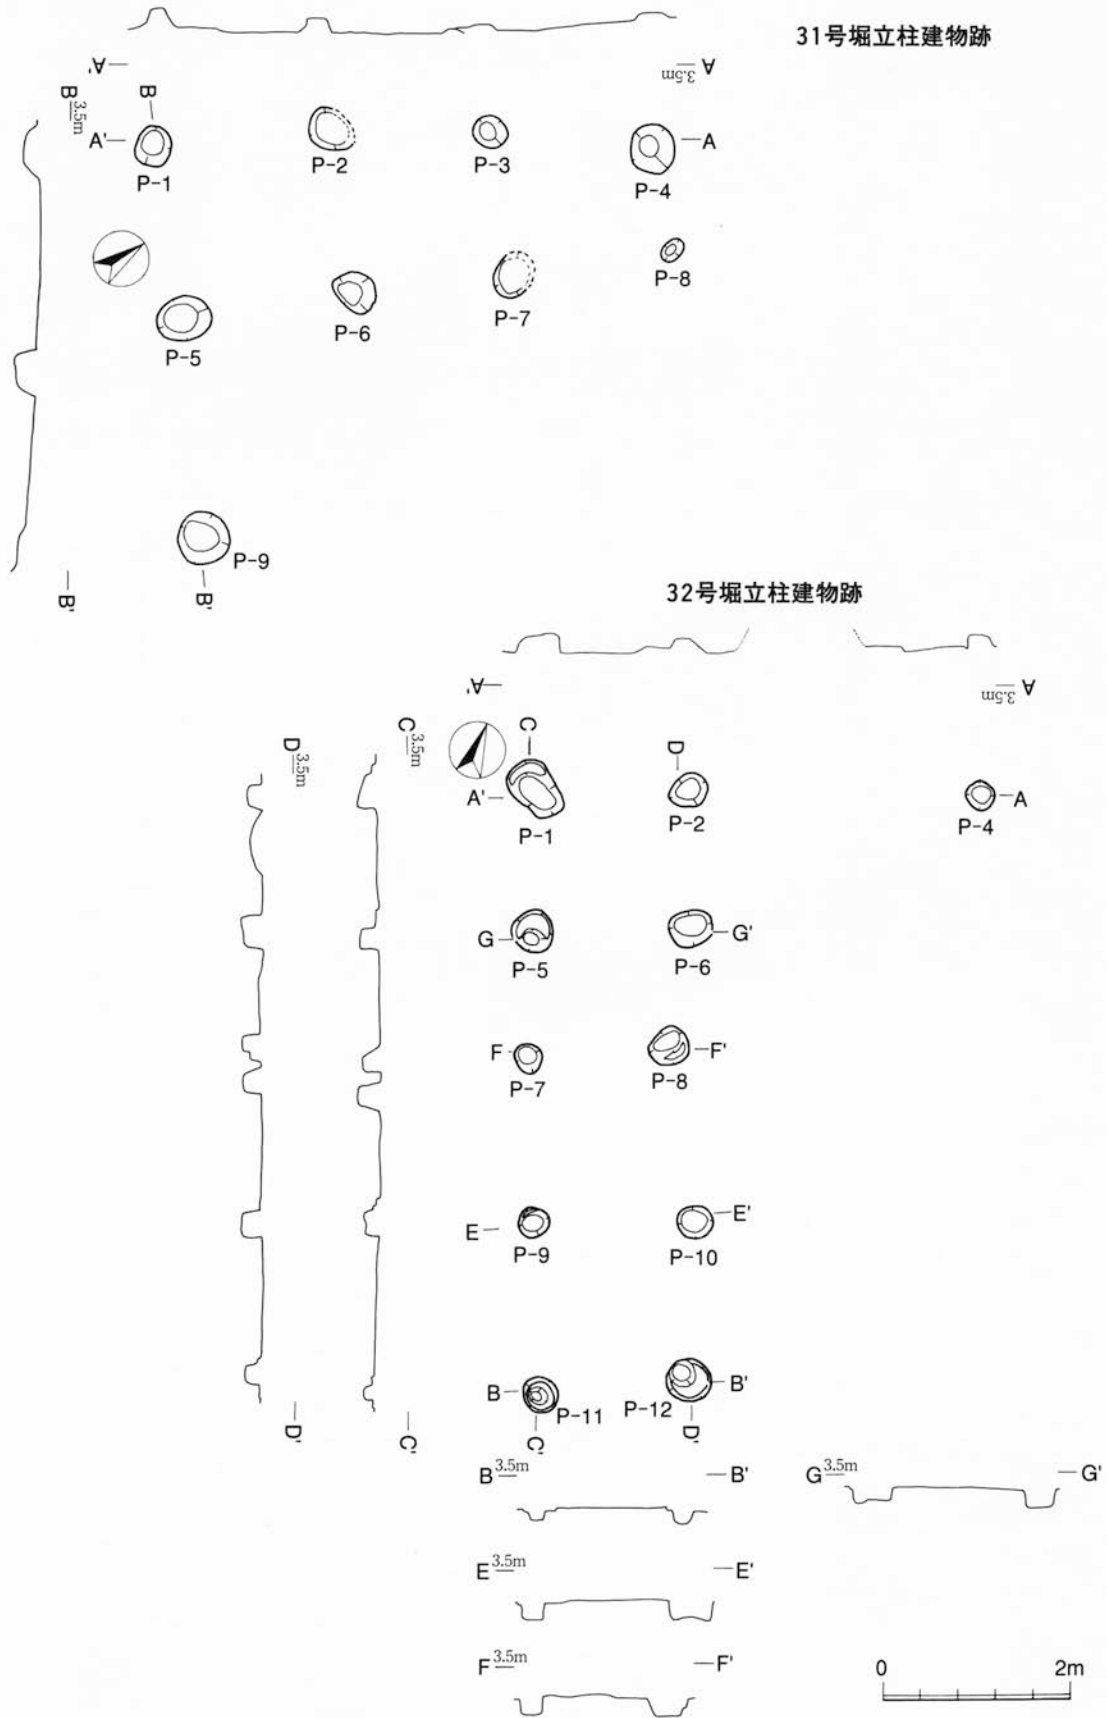 31号堀立柱建物跡
A'
A 3.5m
B 3.5m
B
A'
A
P-1
P-2
P-3
P-4
P-5
P-6
P-7
P-8
P-9
B'
B'
32号堀立柱建物跡
A'
A 3.5m
D 3.5m
C 3.5m
C
D
A'
A
P-1
P-2
P-4
G
G'
P-5
P-6
F
F'
P-7
P-8
E
E'
P-9
P-10
B
P-11
P-12
B'
D'
C'
C'
D'
B 3.5m
B'
G 3.5m
G'
E 3.5m
E'
F 3.5m
F'
0
2m